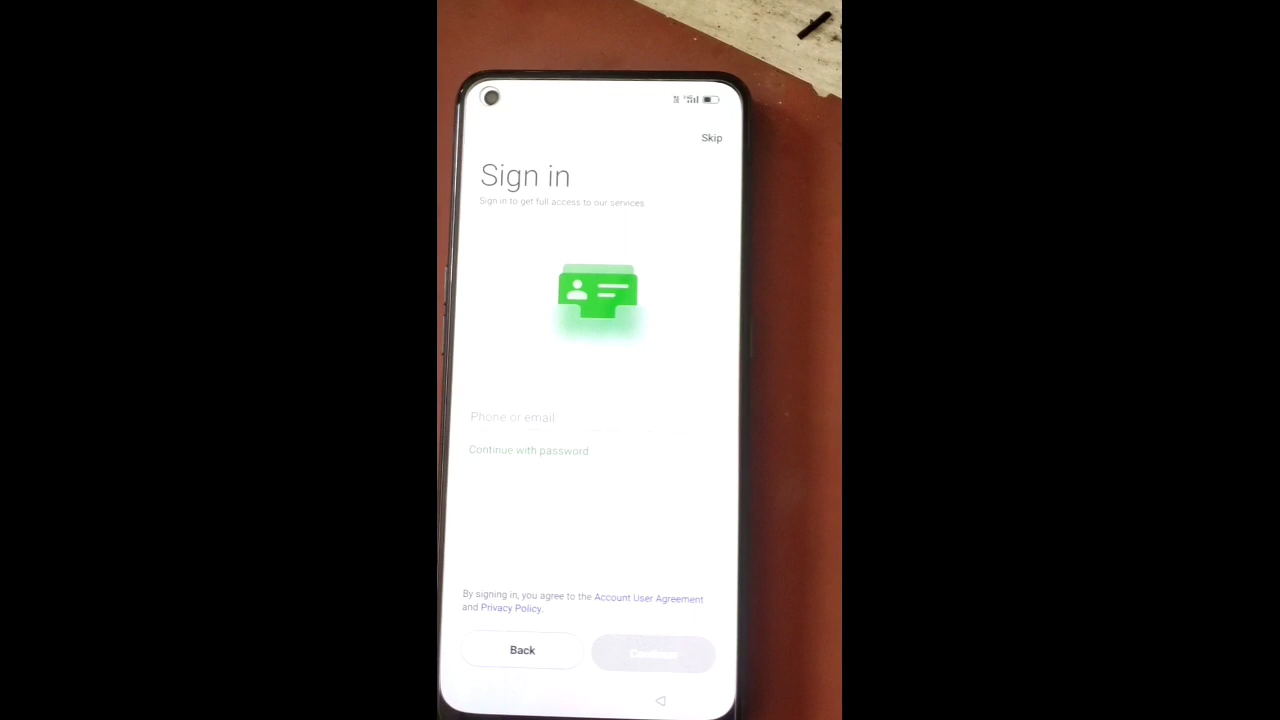 Skip
Sign in
Sign in to get full access to our services
Phone or email
Continue with password
By signing in, you agree to the Account User Agreement
and Privacy Policy.
Back
Continue